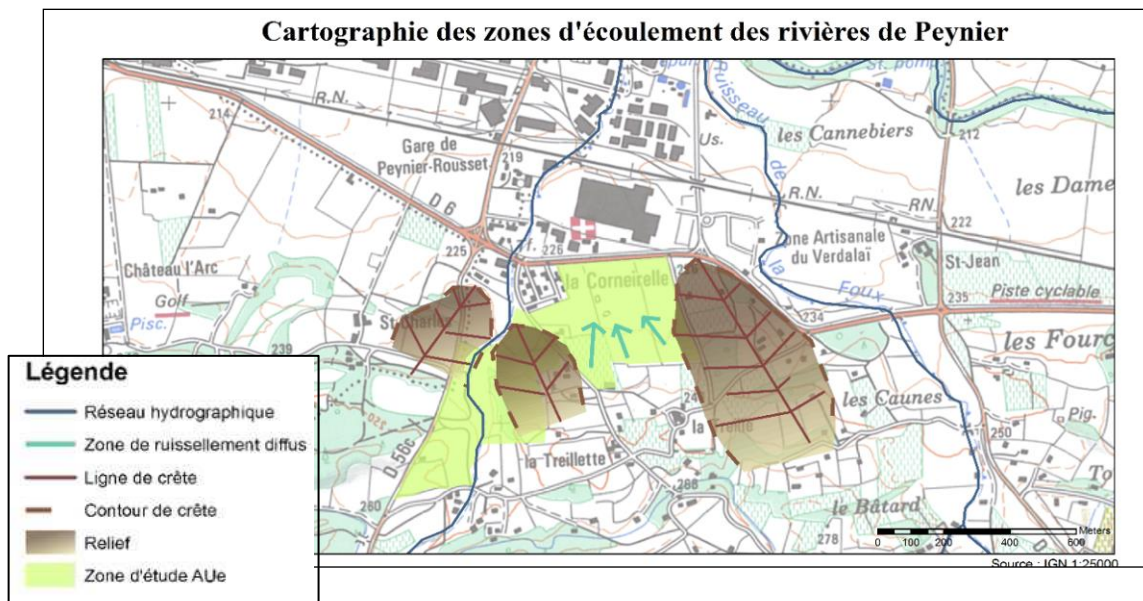 Cartographie des zones d'écoulement des rivières de Peynier
R.N.
Ruisseau de la Foux
les Cannebiers
214
212
Gare de
Peynier-Rousset
219
Us.
R.N.
RN
les Dame
222
D 6
225
226
Zone Artisanale
du Verdalaï
St-Jean
Château l'Arc
la Corneirelle
Golf
235
Piste cyclable
Pisc.
St-Charles
234
239
les Fourc
les Caunes
Pig.
la Treille
250
D 56c
la Treillette
To
268
260
le Bâtard
278
D
Meters
0 100 200 400 600
Source : IGN 1:25000
Légende
Réseau hydrographique
Zone de ruissellement diffus
Ligne de crête
Contour de crête
Relief
Zone d'étude AUe